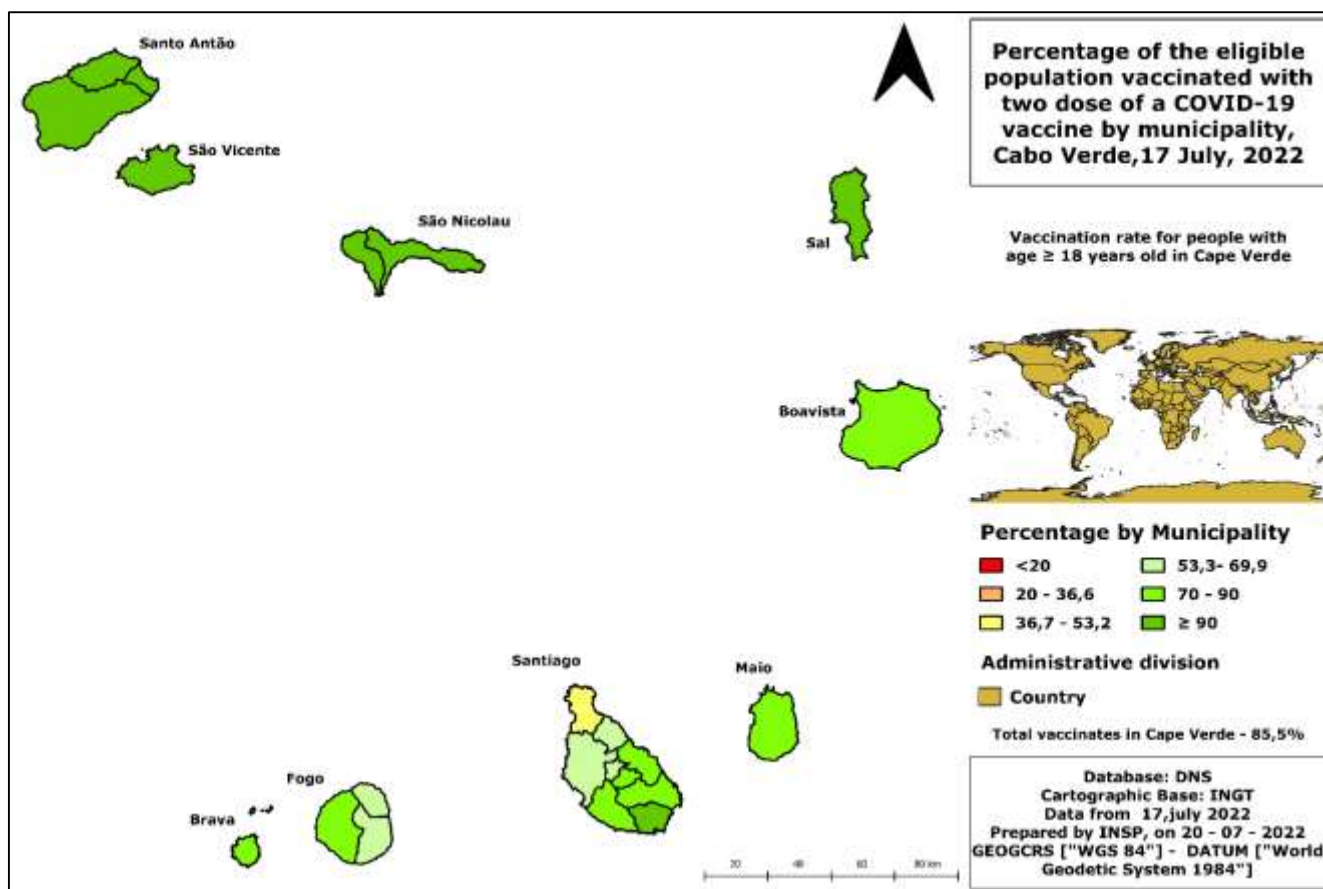 Santo Antão
São Vicente
São Nicolau
Sal
Boavista
Santiago
Maio
Fogo
Brava
20 40 60 80 km
Percentage of the eligible
population vaccinated with
two dose of a COVID-19
vaccine by municipality,
Cabo Verde,17 July, 2022
Vaccination rate for people with
age ≥ 18 years old in Cape Verde
Percentage by Municipality
<20
20 - 36,6
36,7 - 53,2
53,3- 69,9
70 - 90
≥ 90
Administrative division
Country
Total vaccinates in Cape Verde - 85,5%
Database: DNS
Cartographic Base: INGT
Data from 17,july 2022
Prepared by INSP, on 20 - 07 - 2022
GEOGCRS ["WGS 84"] - DATUM ["World
Geodetic System 1984"]